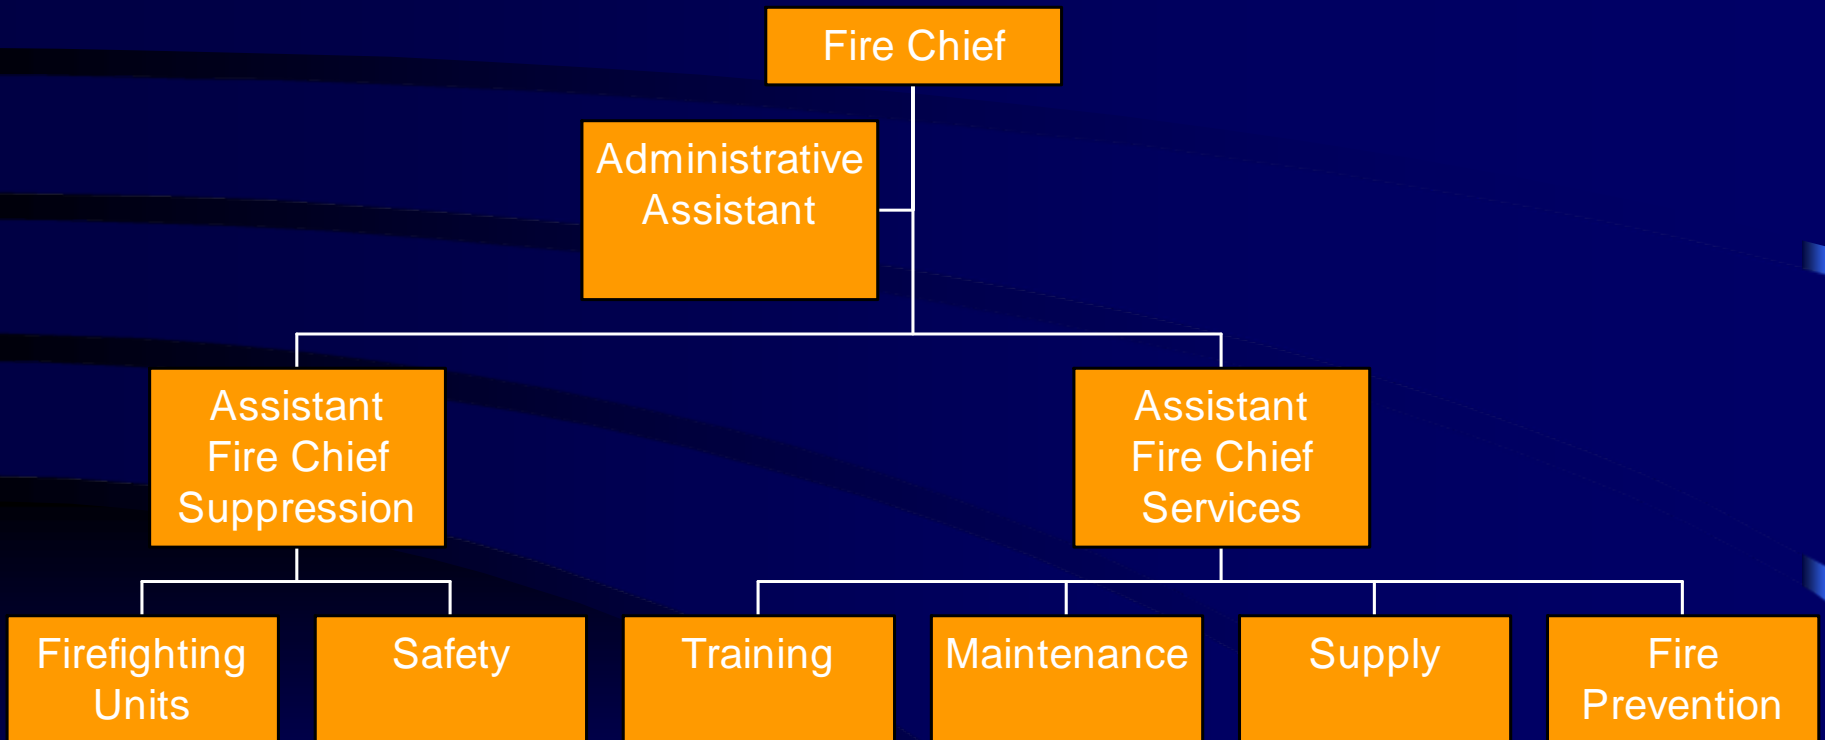 Fire Chief
Administrative
Assistant
Assistant
Fire Chief
Suppression
Assistant
Fire Chief
Services
Firefighting
Units
Safety
Training
Maintenance
Supply
Fire
Prevention